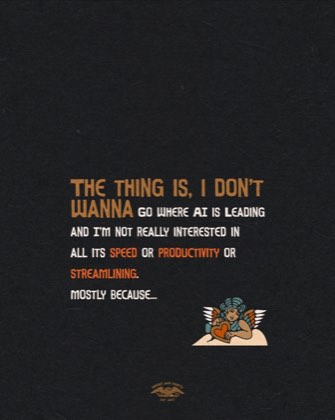 The thing is, I don't
wanna go where AI is leading
and I'm not really interested in
all its speed or productivity or
streamlining.
mostly because...